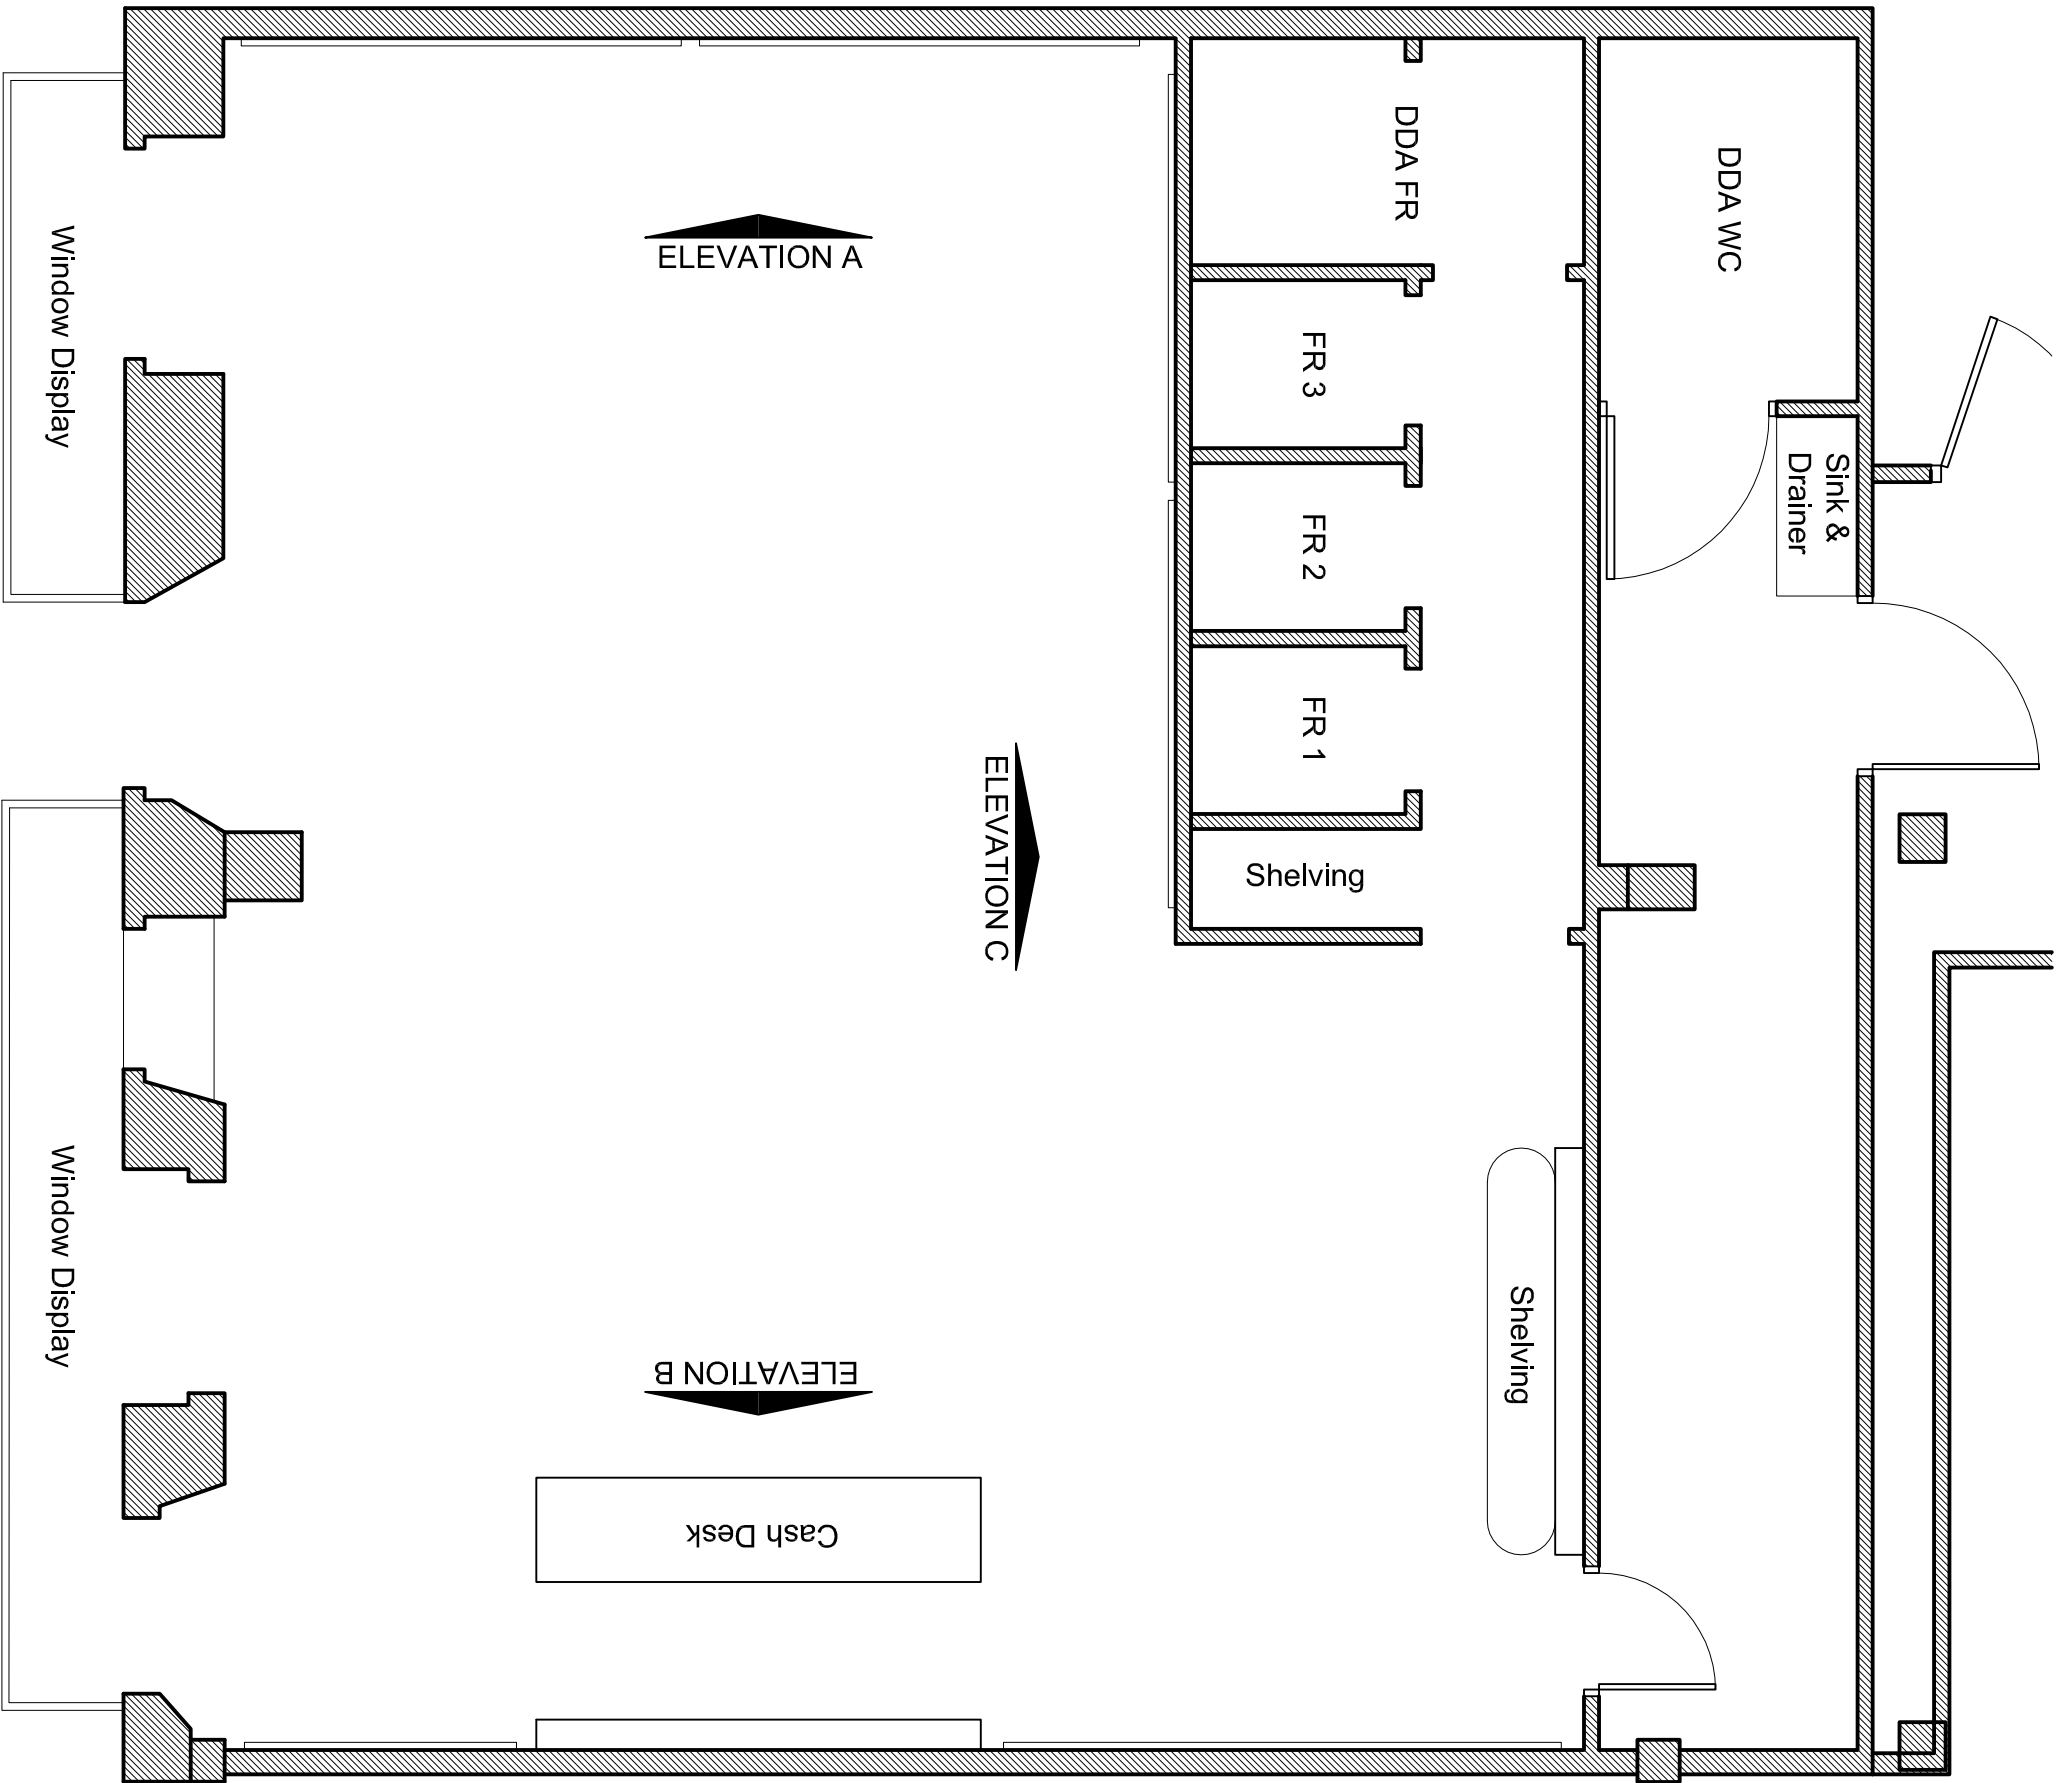 DDA FR
DDA WC
ELEVATION A
Window Display
FR 3
Sink &
Drainer
FR 2
FR 1
ELEVATION C
Shelving
Window Display
Shelving
ELEVATION B
Cash Desk